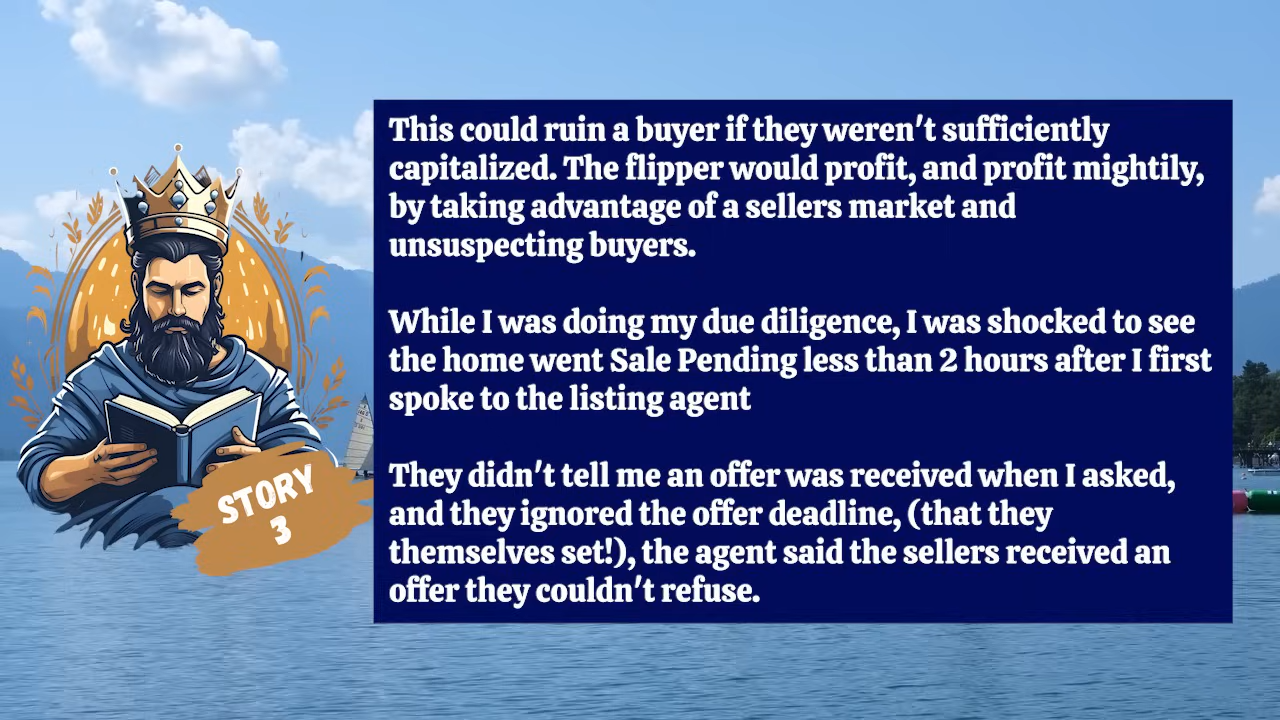 This could ruin a buyer if they weren't sufficiently
capitalized. The flipper would profit, and profit mightily,
by taking advantage of a sellers market and
unsuspecting buyers.
While I was doing my due diligence, I was shocked to see
the home went Sale Pending less than 2 hours after I first
spoke to the listing agent
They didn't tell me an offer was received when I asked,
and they ignored the offer deadline, (that they
themselves set!), the agent said the sellers received an
offer they couldn't refuse.
STORY
3